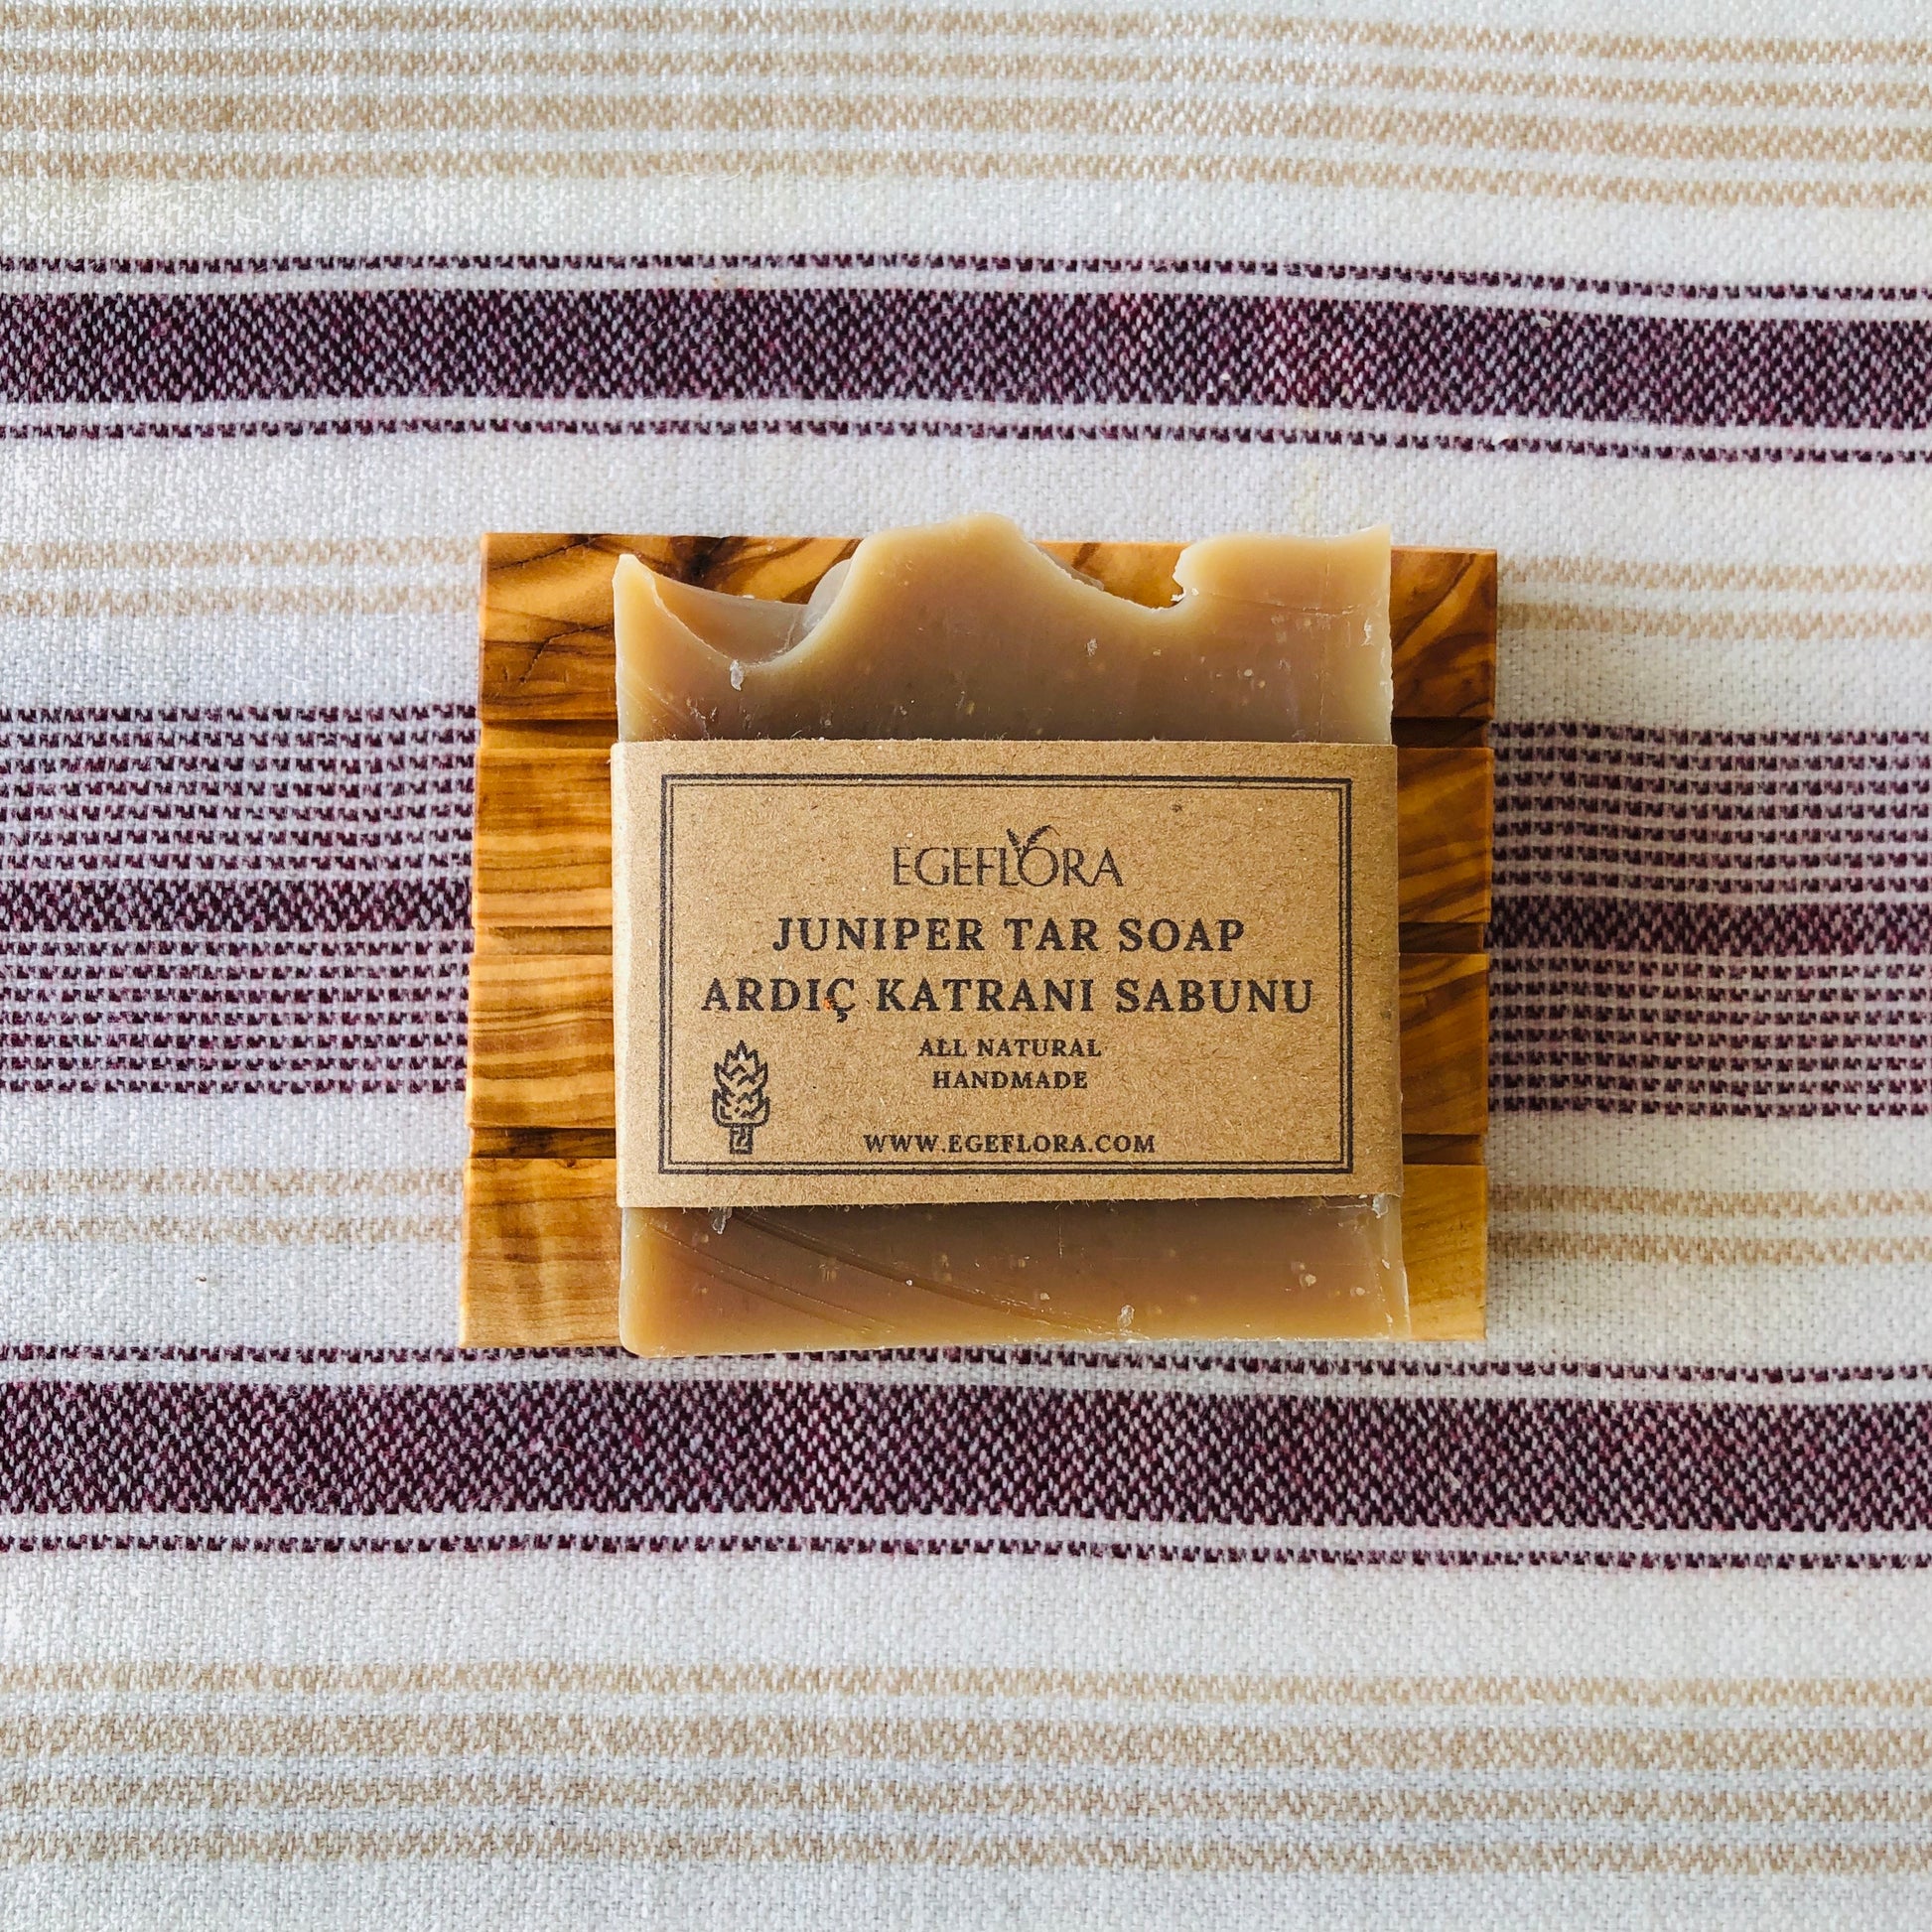 EGEFLORA
JUNIPER TAR SOAP
ARDIÇ KATRANI SABUNU
ALL NATURAL
HANDMADE
WWW.EGEFLORA.COM